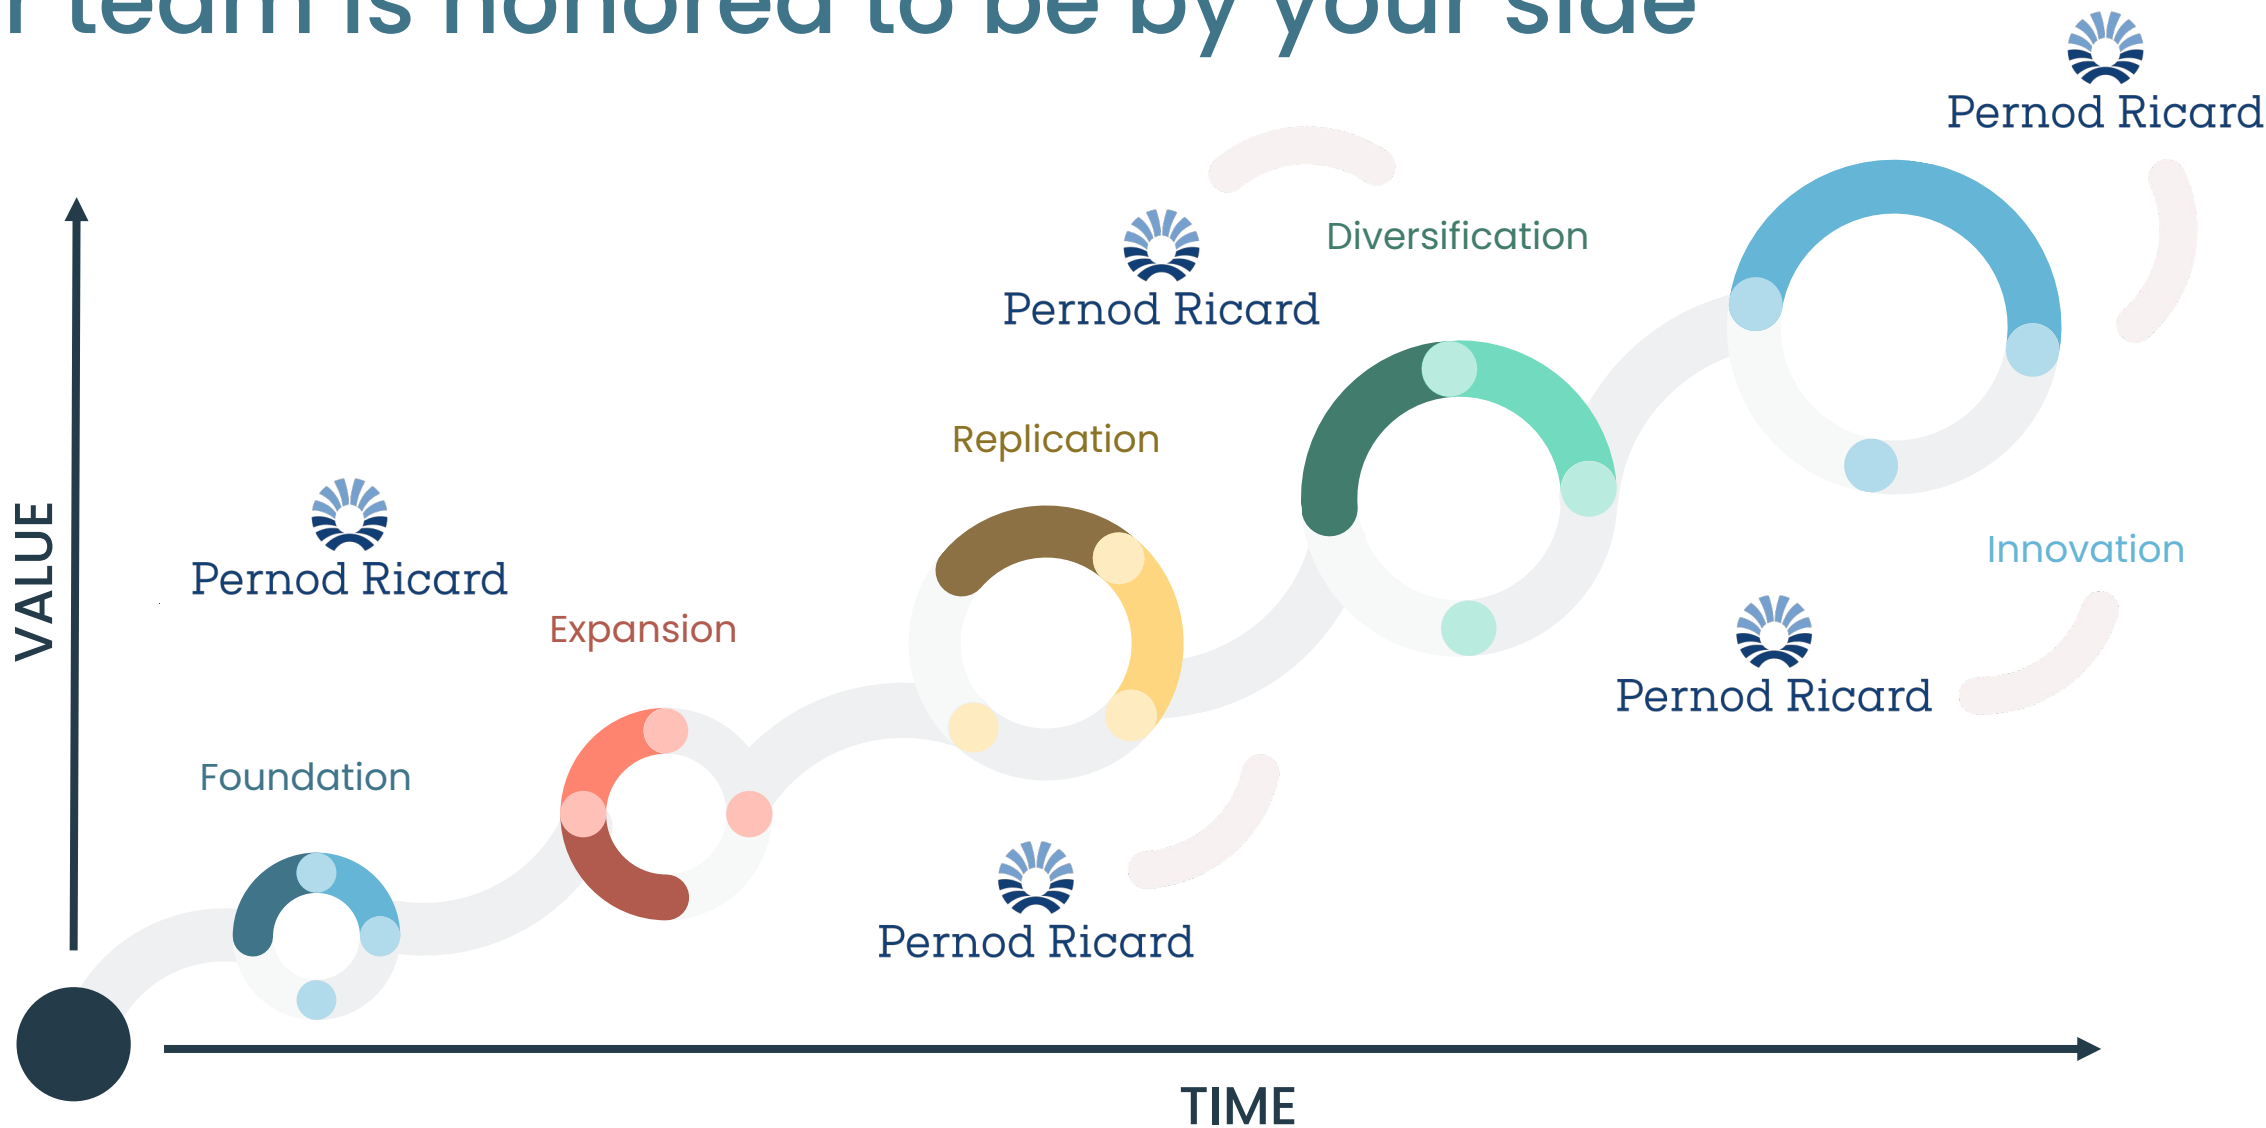 r team is honored to be by your side
Pernod Ricard
Pernod Ricard
Diversification
Replication
Pernod Ricard
VALUE
Expansion
Innovation
Pernod Ricard
Foundation
Pernod Ricard
TIME